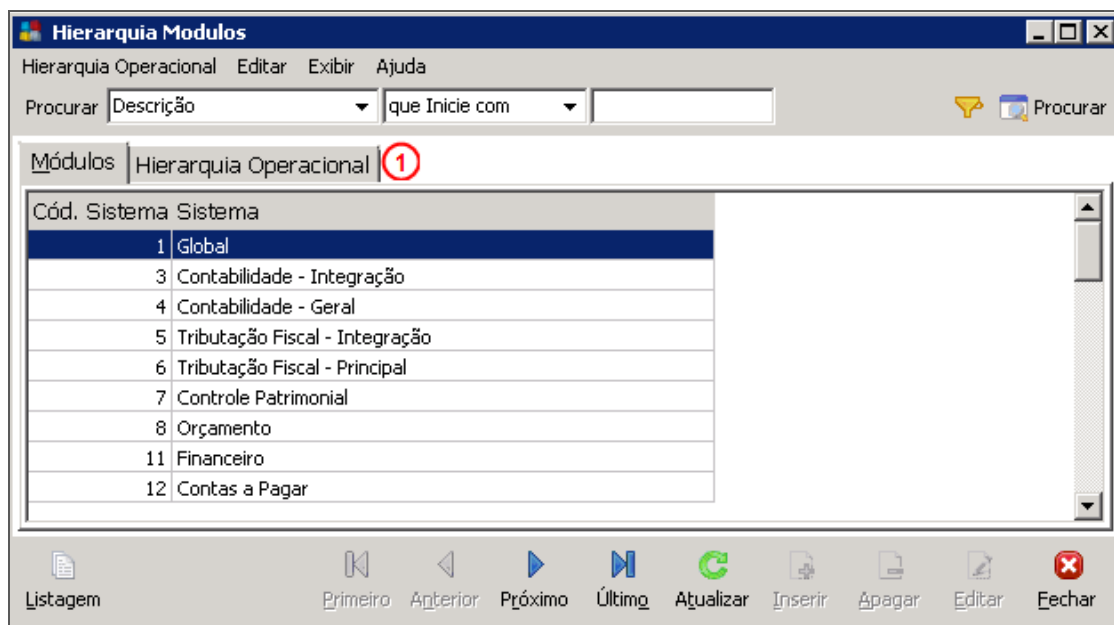 Hierarquia Modulos
Hierarquia Operacional Editar Exibir Ajuda
Procurar Descrição que Inicie com Procurar
Módulos Hierarquia Operacional 1
Cód. Sistema Sistema
1 Global
3 Contabilidade - Integração
4 Contabilidade - Geral
5 Tributação Fiscal - Integração
6 Tributação Fiscal - Principal
7 Controle Patrimonial
8 Orçamento
11 Financeiro
12 Contas a Pagar
Listagem Primeiro Anterior Próximo Último Atualizar Inserir Apagar Editar Fechar